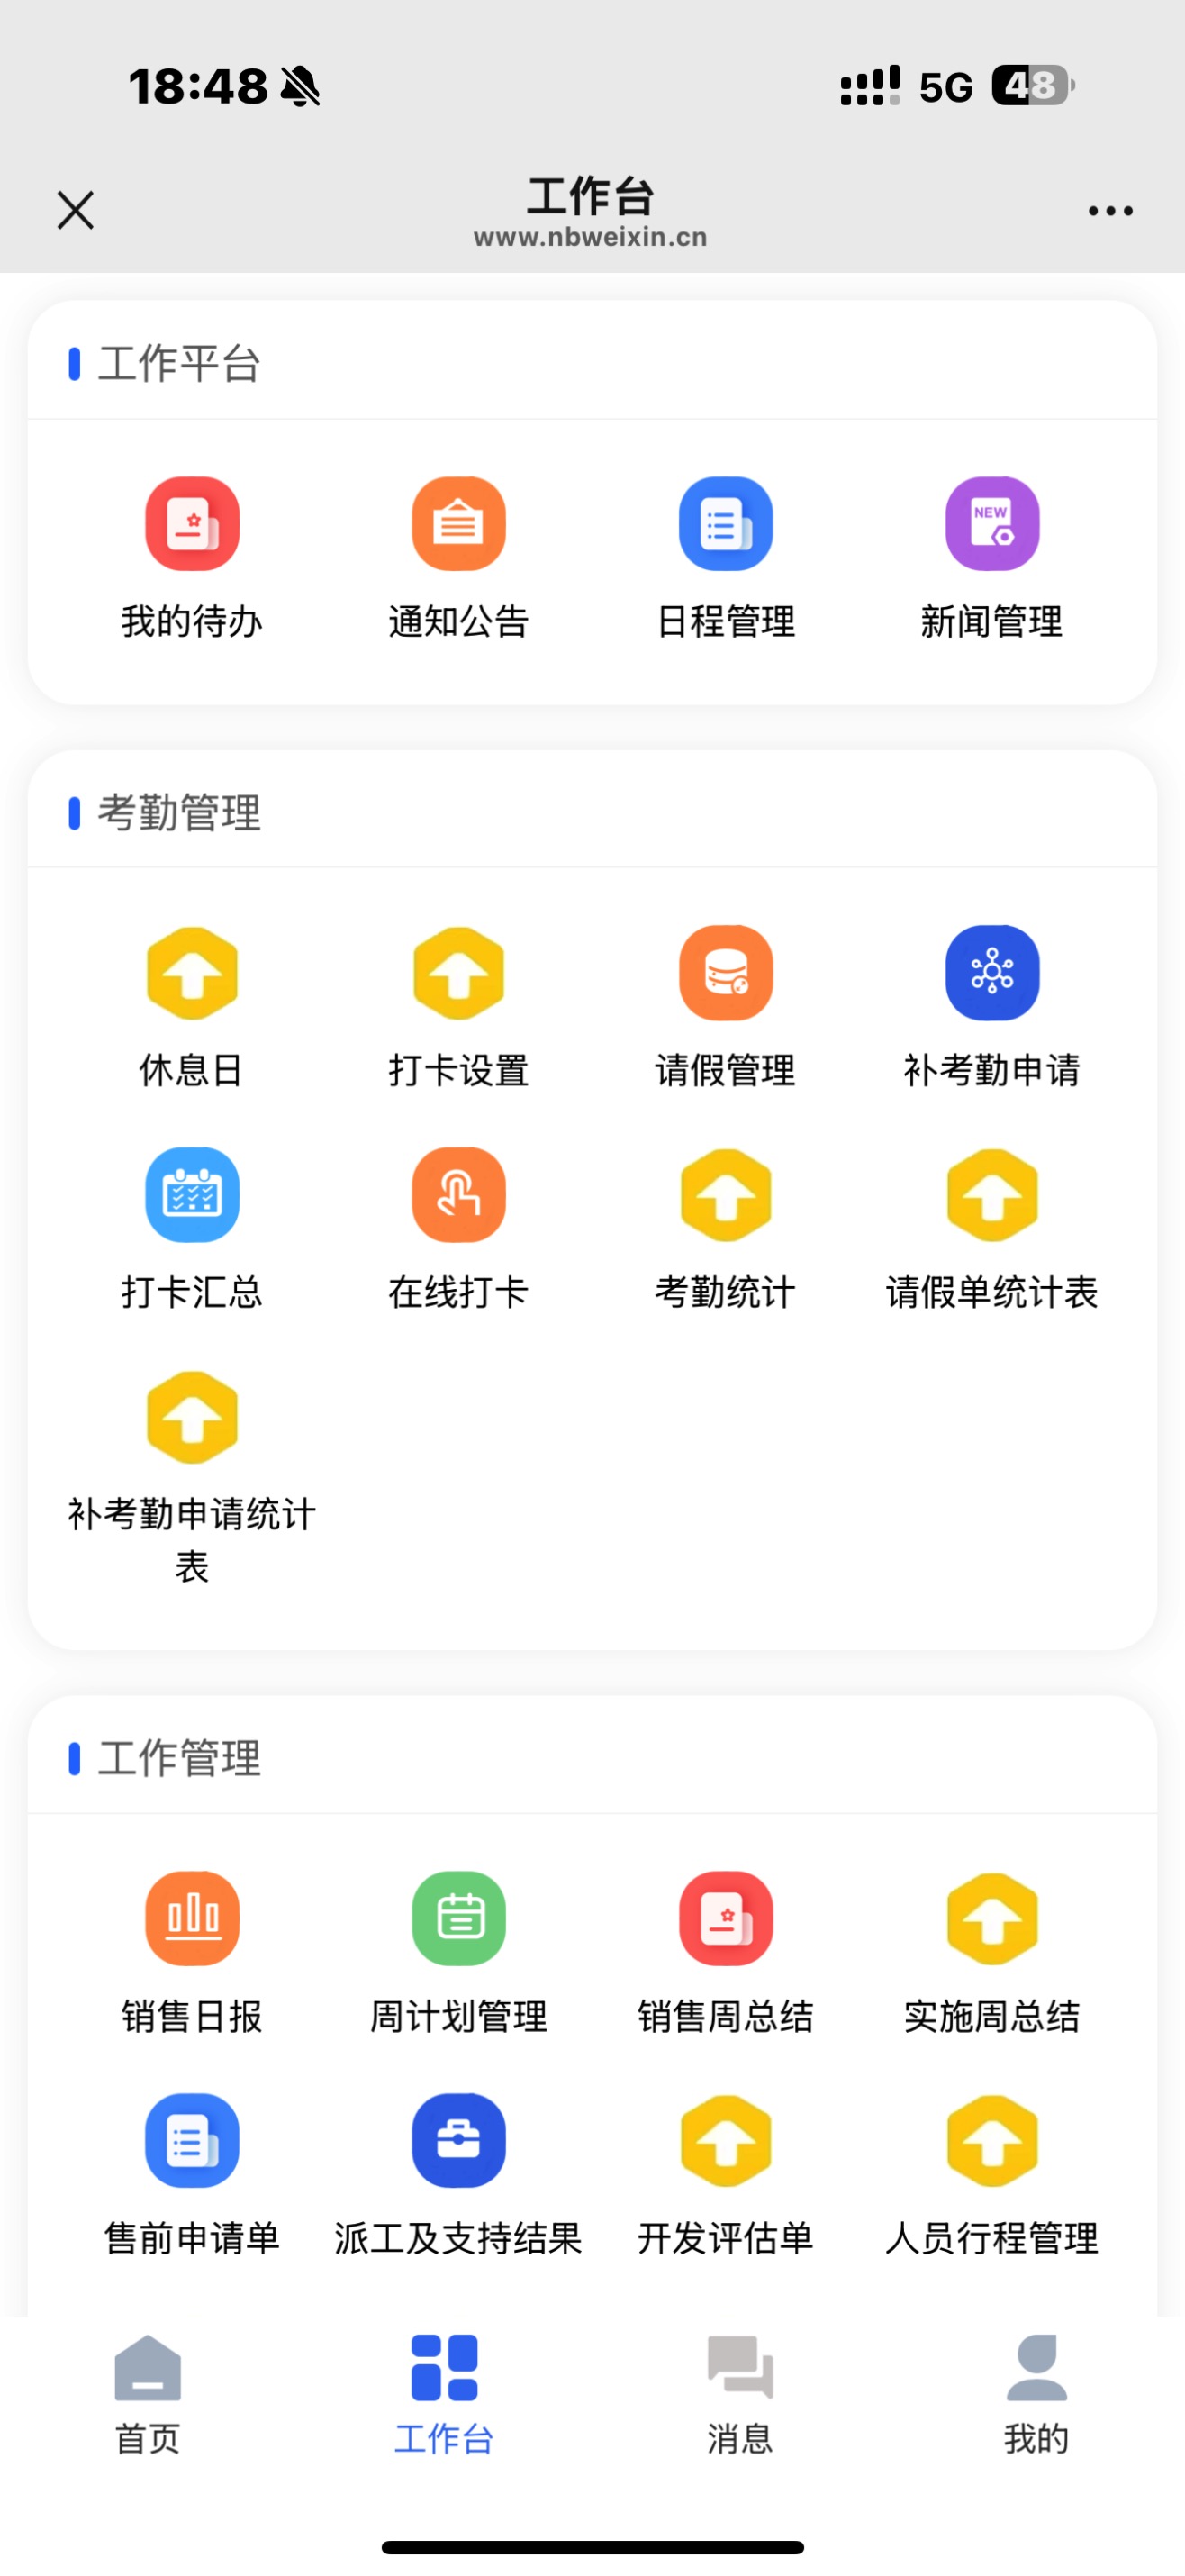 18:48
5G 48
工作台
www.nbweixin.cn
工作平台
我的待办 通知公告 日程管理 新闻管理
NEW
考勤管理
休息日 打卡设置 请假管理 补考勤申请
打卡汇总 在线打卡 考勤统计 请假单统计表
补考勤申请统计
表
工作管理
销售日报 周计划管理 销售周总结 实施周总结
售前申请单 派工及支持结果 开发评估单 人员行程管理
首页 工作台 消息 我的